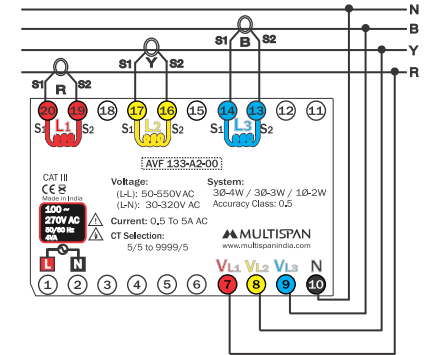 N
B
Y
R
S1 S2
B
S1 S2
Y
S1 S2
R
20 19 18 17 16 15 14 13 12 11
S1 L1 S2 S1 L2 S2 S1 L3 S2
AVF 133-A2-00
CAT III
CE
Made in India
100 ~
270V AC
50/60 Hz
4VA
L N
Voltage:
(L-L): 50-550V AC
(L-N): 30-320V AC
Current: 0.5 To 5A AC
CT Selection:
5/5 to 9999/5
System:
3Ø-4W / 3Ø-3W / 1Ø-2W
Accuracy Class: 0.5
MULTISPAN
www.multispanindia.com
VL1 VL2 VL3 N
1 2 3 4 5 6 7 8 9 10